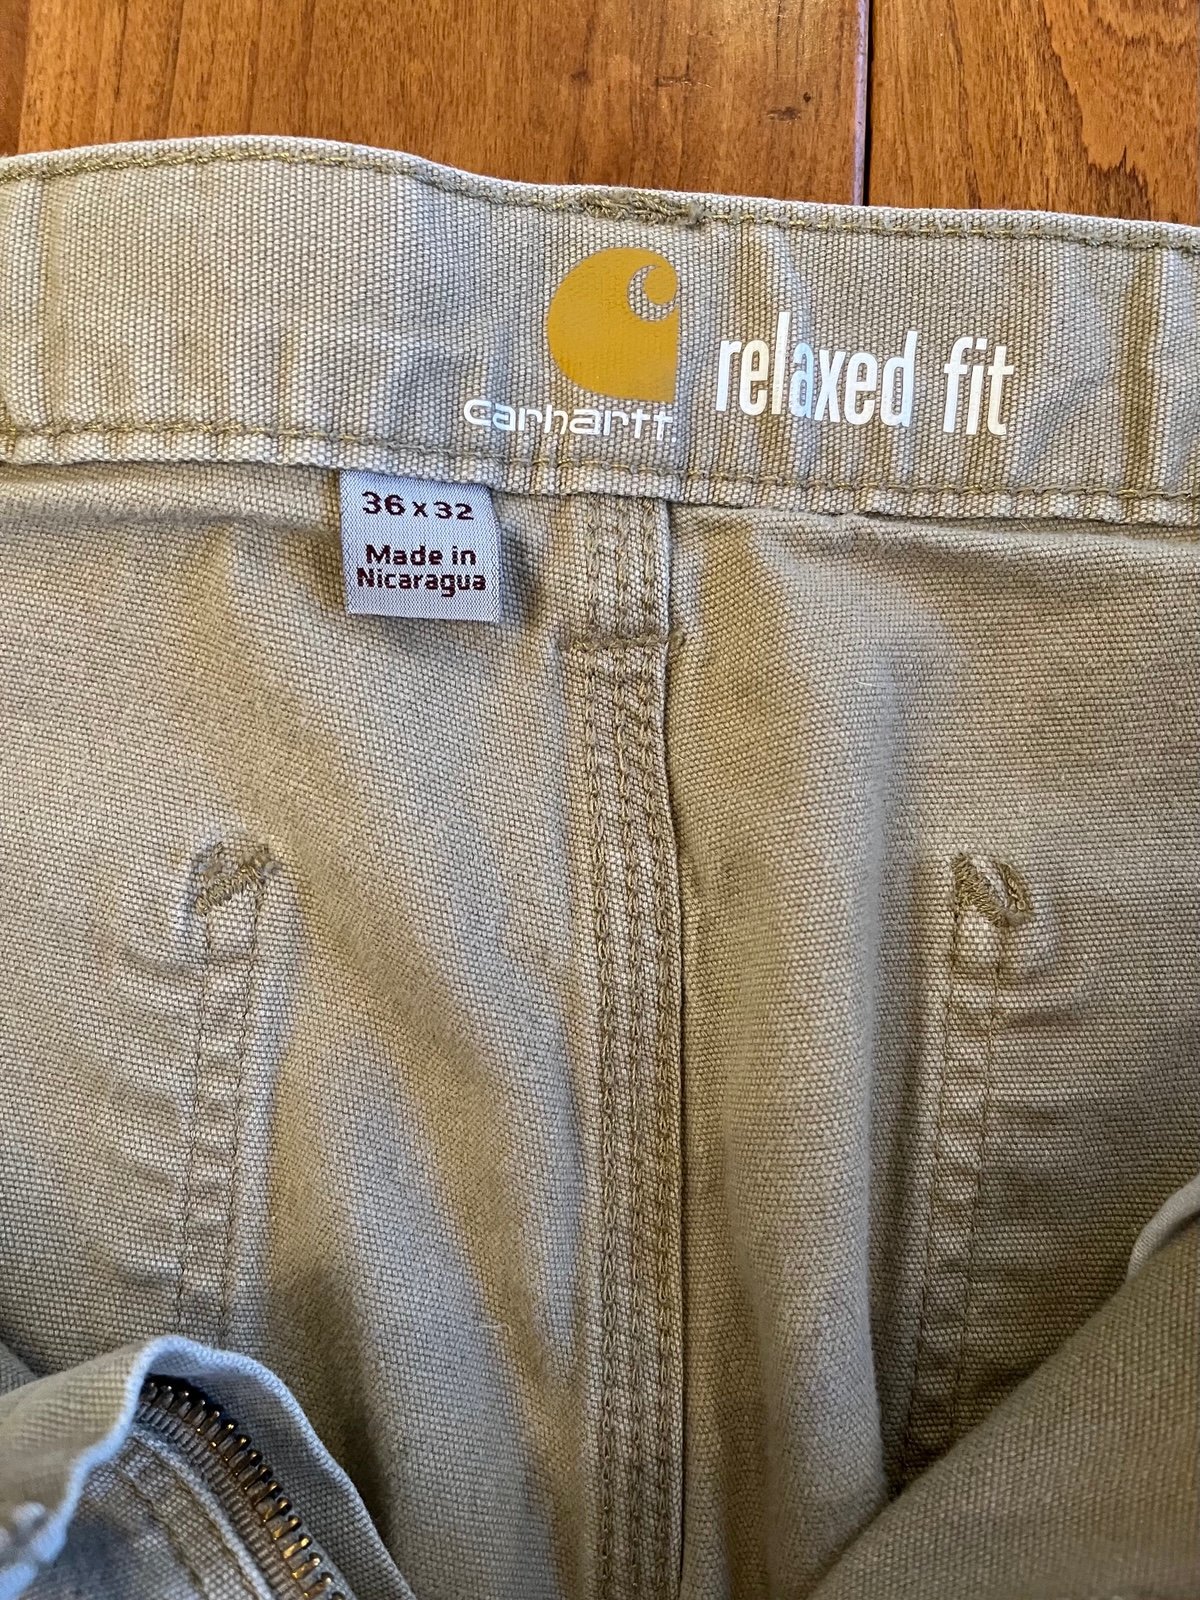 carhartt.
relaxed fit
36 x 32
Made in
Nicaragua